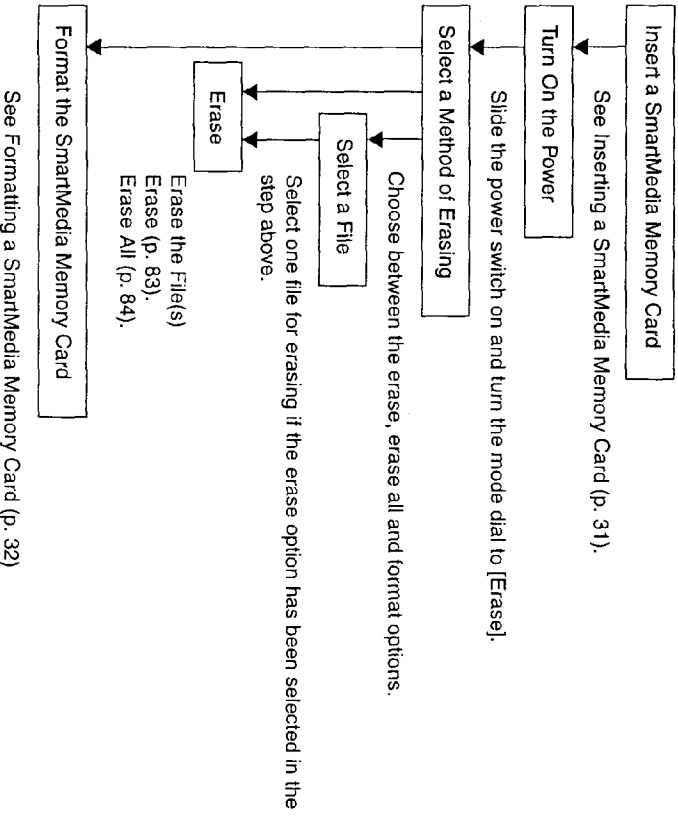 Insert a SmartMedia Memory Card
See Inserting a SmartMedia Memory Card (p. 31).
Turn On the Power
Slide the power switch on and turn the mode dial to [Erase].
Select a Method of Erasing
Choose between the erase, erase all and format options.
Select a File
Select one file for erasing if the erase option has been selected in the
step above.
Erase
Erase the File(s)
Erase (p. 83).
Erase All (p. 84).
Format the SmartMedia Memory Card
See Formatting a SmartMedia Memory Card (p. 32)